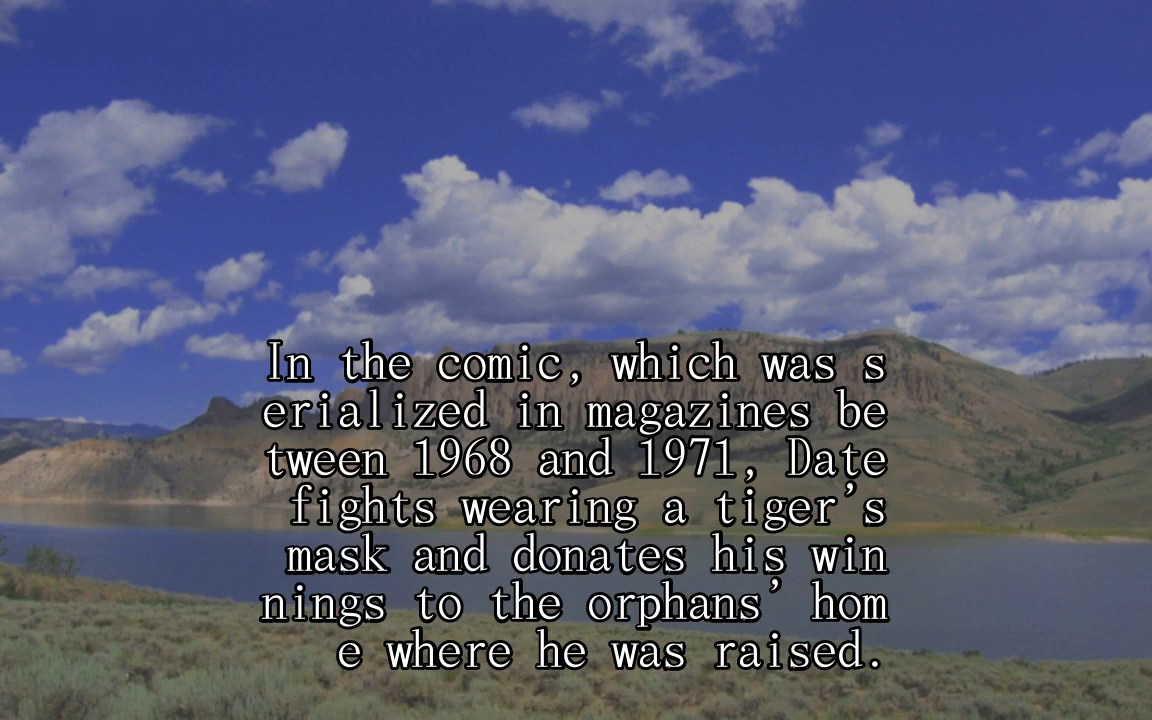 In the comic, which was s
erialized in magazines be
tween 1968 and 1971, Date
fights wearing a tiger’s
mask and donates his win
nings to the orphans’ hom
e where he was raised.